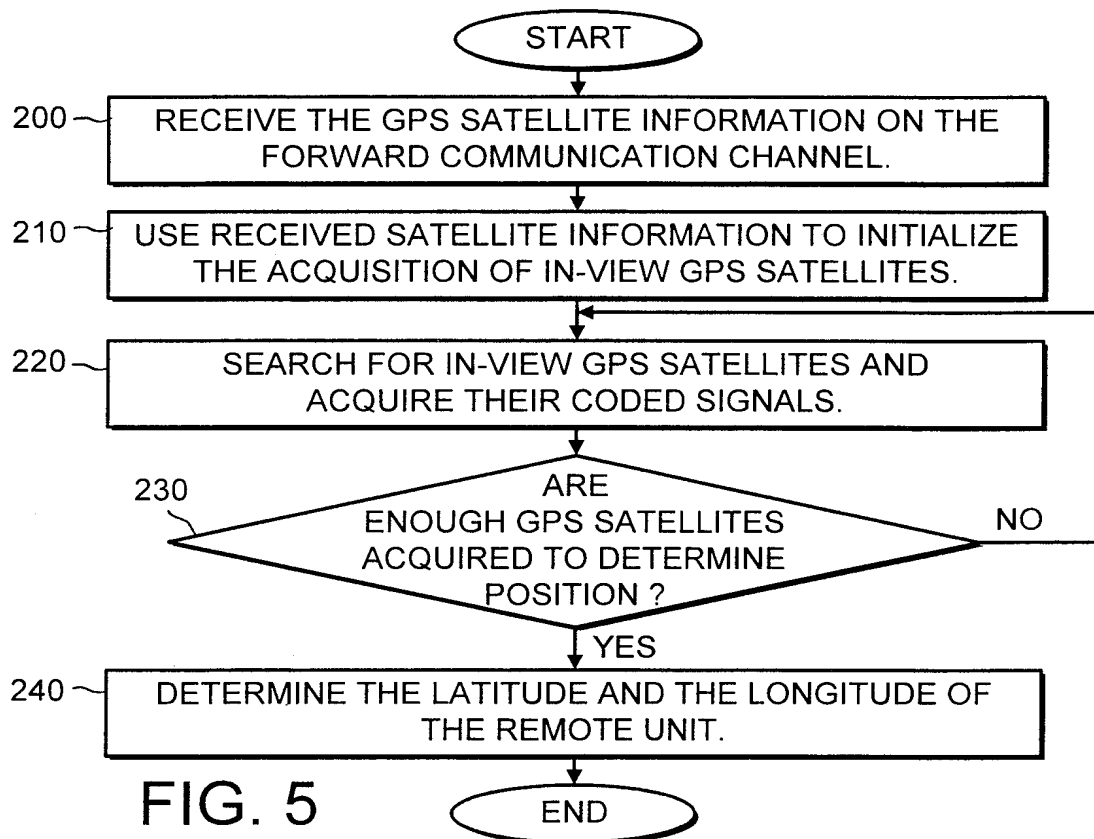 START
200
RECEIVE THE GPS SATELLITE INFORMATION ON THE
FORWARD COMMUNICATION CHANNEL.
210
USE RECEIVED SATELLITE INFORMATION TO INITIALIZE
THE ACQUISITION OF IN-VIEW GPS SATELLITES.
220
SEARCH FOR IN-VIEW GPS SATELLITES AND
ACQUIRE THEIR CODED SIGNALS.
230
ARE
ENOUGH GPS SATELLITES
ACQUIRED TO DETERMINE
POSITION ?
NO
YES
240
DETERMINE THE LATITUDE AND THE LONGITUDE OF
THE REMOTE UNIT.
FIG. 5
END